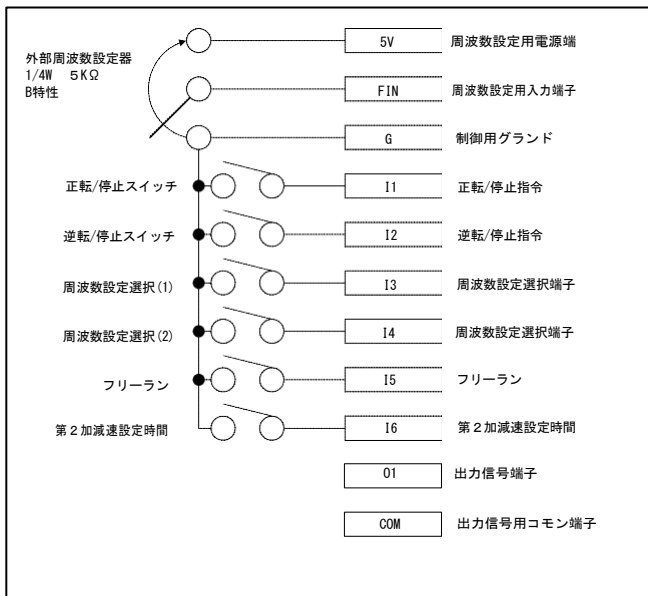 外部周波数設定器
1/4W 5KΩ
B特性
5V 周波数設定用電源端
FIN 周波数設定用入力端子
G 制御用グランド
正転/停止スイッチ I1 正転/停止指令
逆転/停止スイッチ I2 逆転/停止指令
周波数設定選択(1) I3 周波数設定選択端子
周波数設定選択(2) I4 周波数設定選択端子
フリーラン I5 フリーラン
第2加減速設定時間 I6 第2加減速設定時間
O1 出力信号端子
COM 出力信号用コモン端子